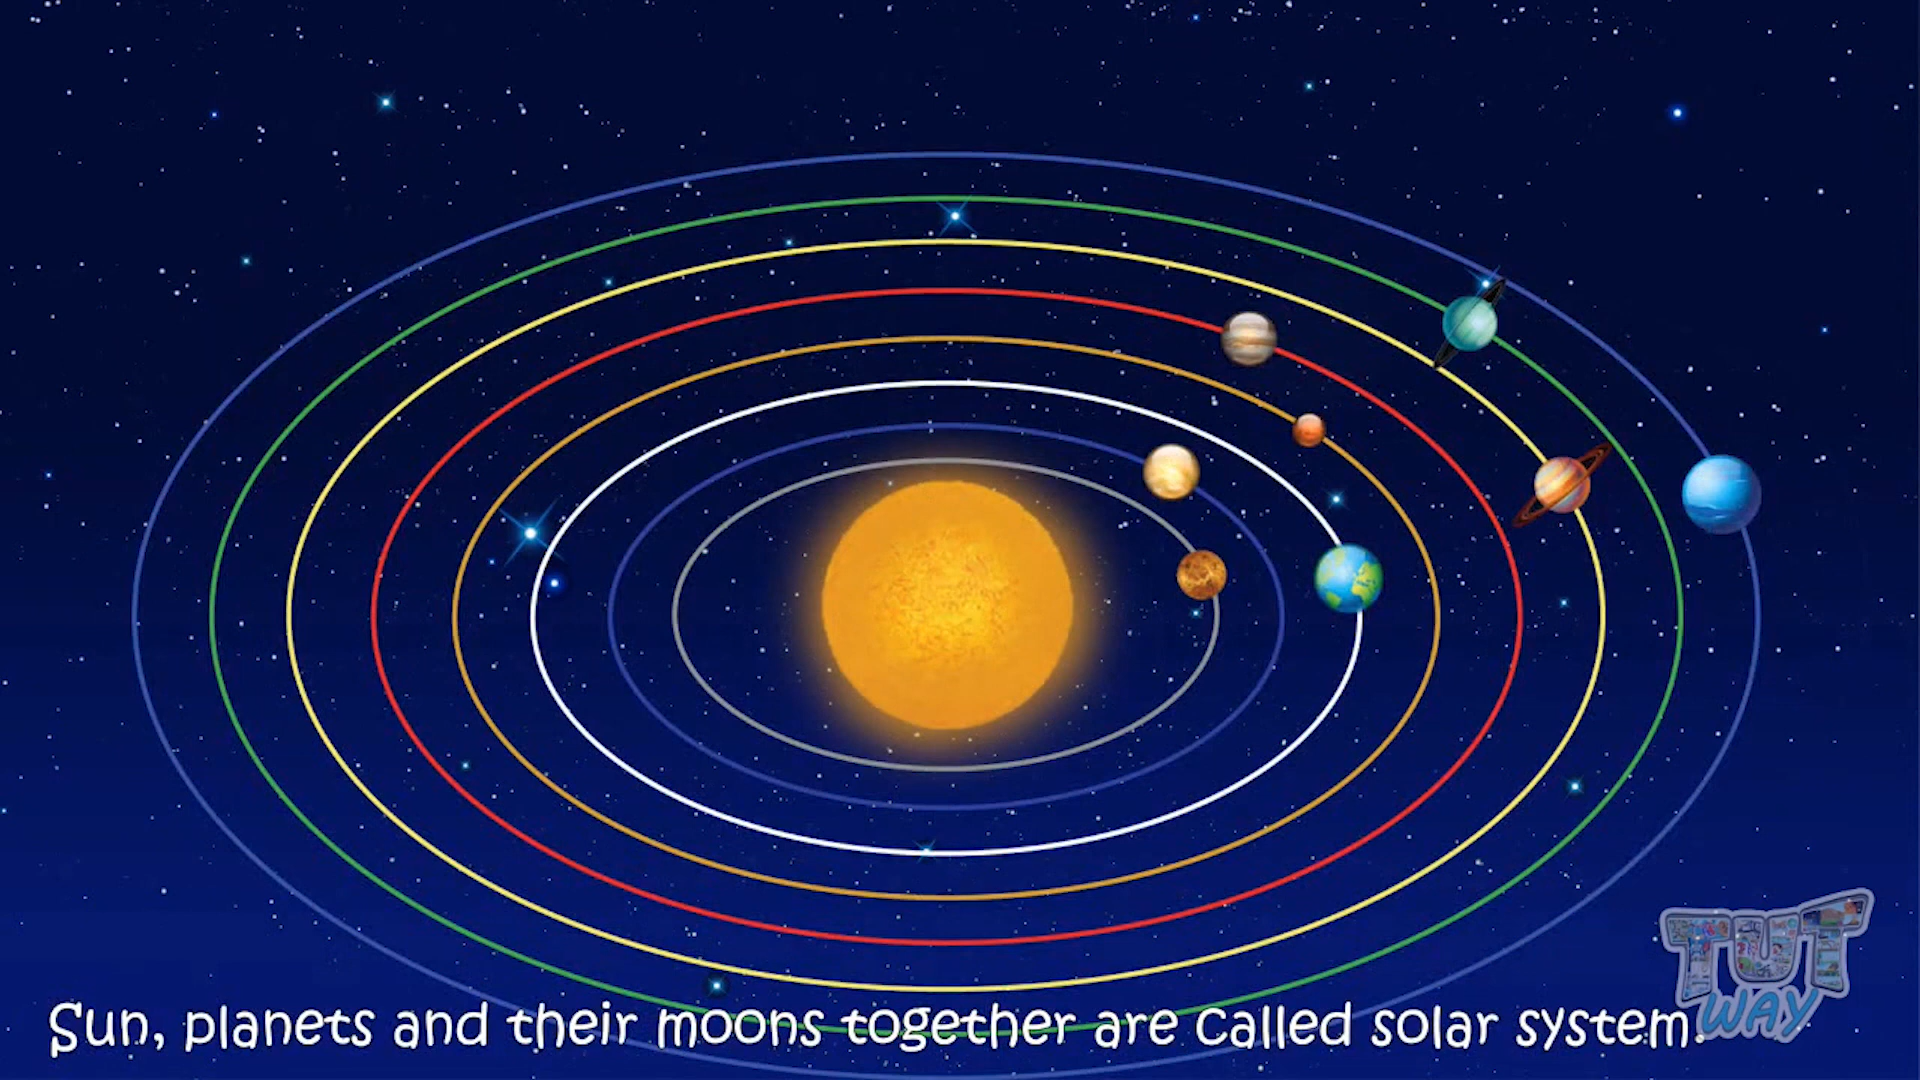 TUT
WAY
Sun, planets and their moons together are called solar system.